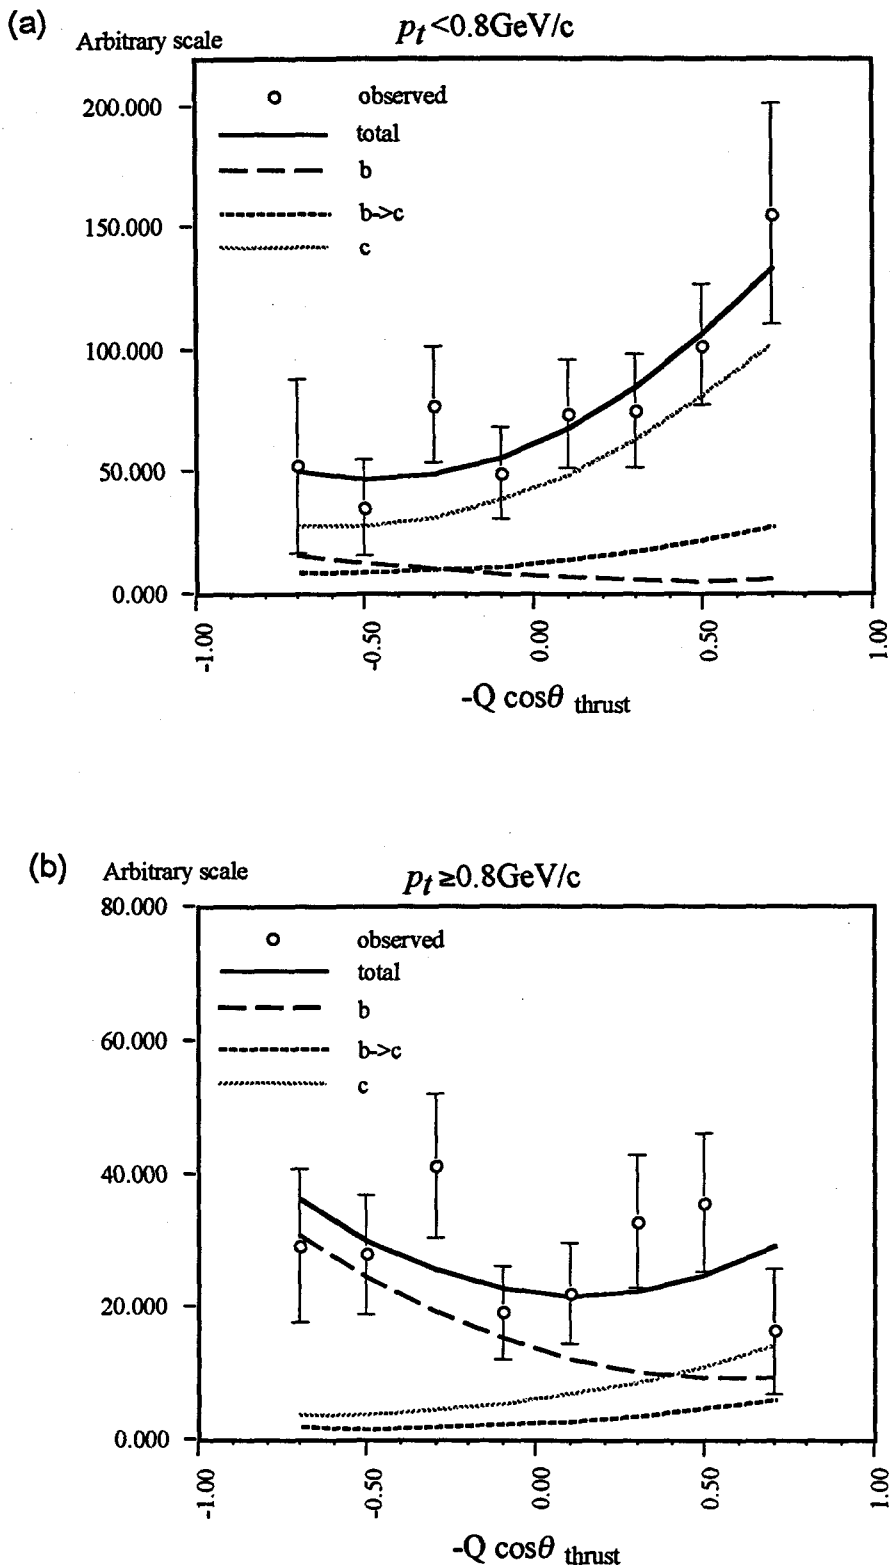 (a)
p_t <0.8GeV/c
Arbitrary scale
200.000
150.000
100.000
50.000
0.000
observed
total
b
b->c
c
-1.00
-0.50
0.00
0.50
1.00
-Q cosθ thrust
(b)
Arbitrary scale
p_t ≥0.8GeV/c
80.000
60.000
40.000
20.000
0.000
observed
total
b
b->c
c
-1.00
-0.50
0.00
0.50
1.00
-Q cosθ thrust